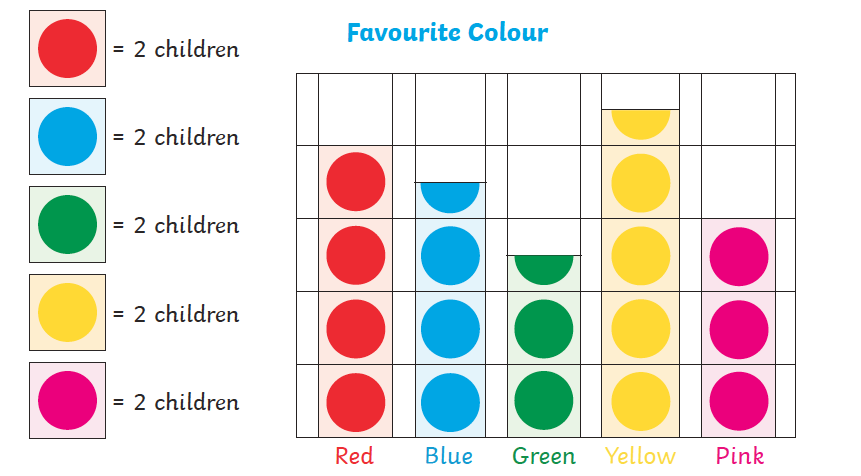 Favourite Colour
= 2 children
= 2 children
= 2 children
= 2 children
= 2 children
Red Blue Green Yellow Pink